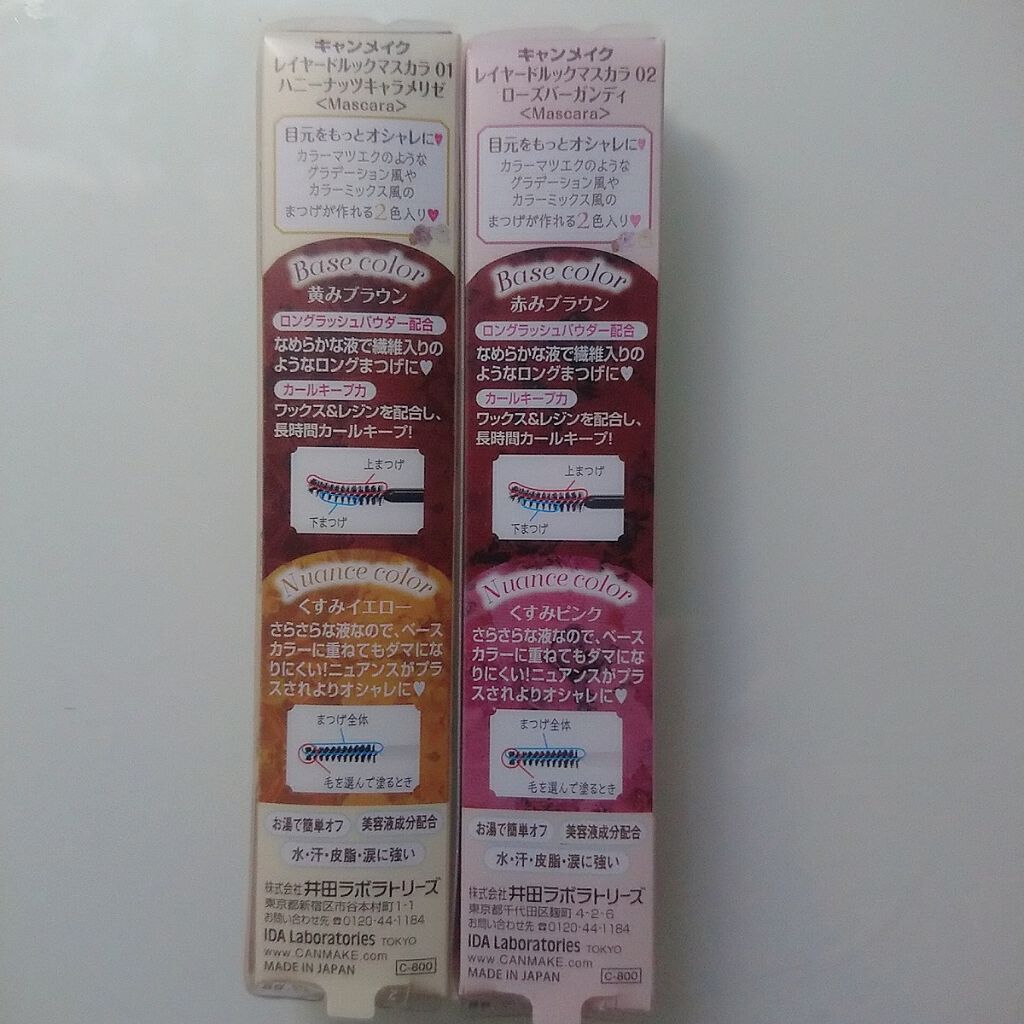 キャンメイク
レイヤードルックマスカラ 01
ハニーナッツキャラメリゼ
<Mascara>
目元をもっとオシャレに♥
カラーマツエクのような
グラデーション風や
カラーミックス風の
まつげが作れる2色入り♥
Base color
黄みブラウン
ロングラッシュパウダー配合
なめらかな液で繊維入りの
ようなロングまつげに♥
カールキープ力
ワックス&レジンを配合し、
長時間カールキープ!
上まつげ
下まつげ
Nuance color
くすみイエロー
さらさらな液なので、ベース
カラーに重ねてもダマにな
りにくい!ニュアンスがプラ
スされよりオシャレに♥
まつげ全体
毛を選んで塗るとき
お湯で簡単オフ 美容液成分配合
水・汗・皮脂・涙に強い
株式会社 井田ラボラトリーズ
東京都新宿区市谷本村町1-1
お問い合わせ先 ☎0120-44-1184
IDA Laboratories TOKYO
www.CANMAKE.com
MADE IN JAPAN C-800
キャンメイク
レイヤードルックマスカラ 02
ローズバーガンディ
<Mascara>
目元をもっとオシャレに♥
カラーマツエクのような
グラデーション風や
カラーミックス風の
まつげが作れる2色入り♥
Base color
赤みブラウン
ロングラッシュパウダー配合
なめらかな液で繊維入りの
ようなロングまつげに♥
カールキープ力
ワックス&レジンを配合し、
長時間カールキープ!
上まつげ
下まつげ
Nuance color
くすみピンク
さらさらな液なので、ベース
カラーに重ねてもダマにな
りにくい!ニュアンスがプラ
スされよりオシャレに♥
まつげ全体
毛を選んで塗るとき
お湯で簡単オフ 美容液成分配合
水・汗・皮脂・涙に強い
株式会社 井田ラボラトリーズ
東京都千代田区麹町 4-2-6
お問い合わせ先 ☎0120-44-1184
IDA Laboratories TOKYO
www.CANMAKE.com
MADE IN JAPAN C-800